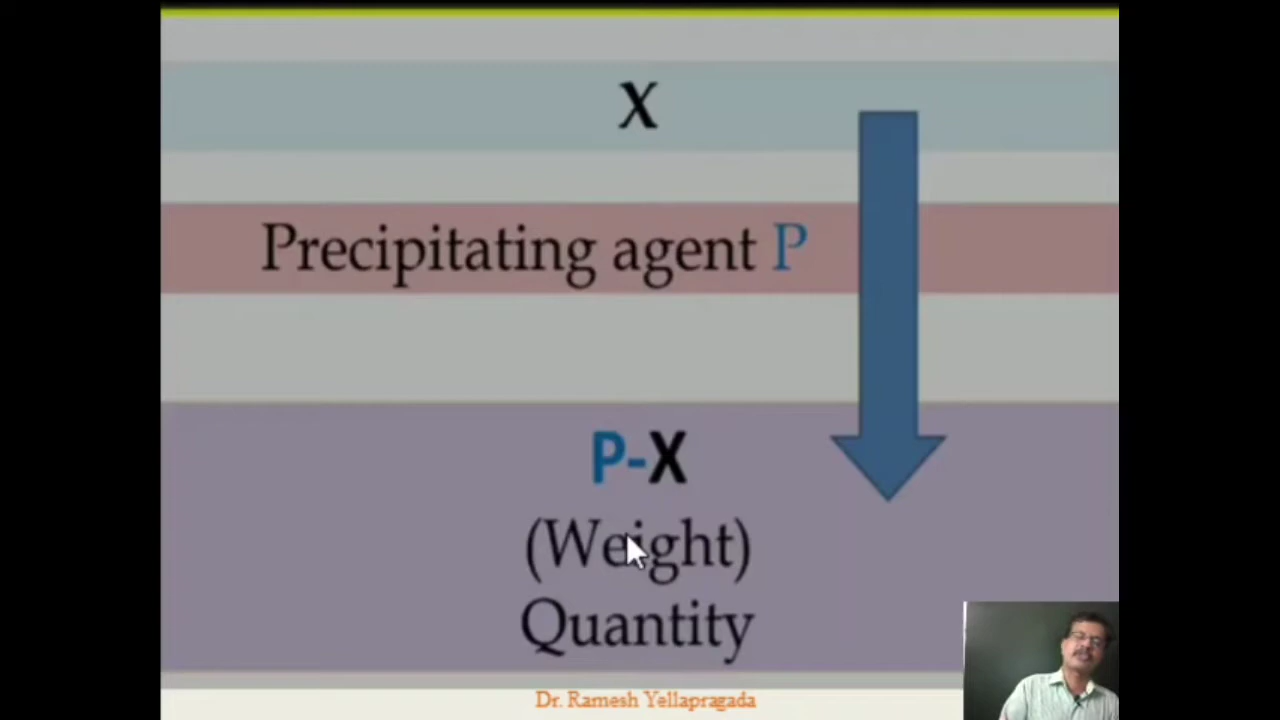 X
Precipitating agent P
P-X
(Weight)
Quantity
Dr. Ramesh Yellapragada